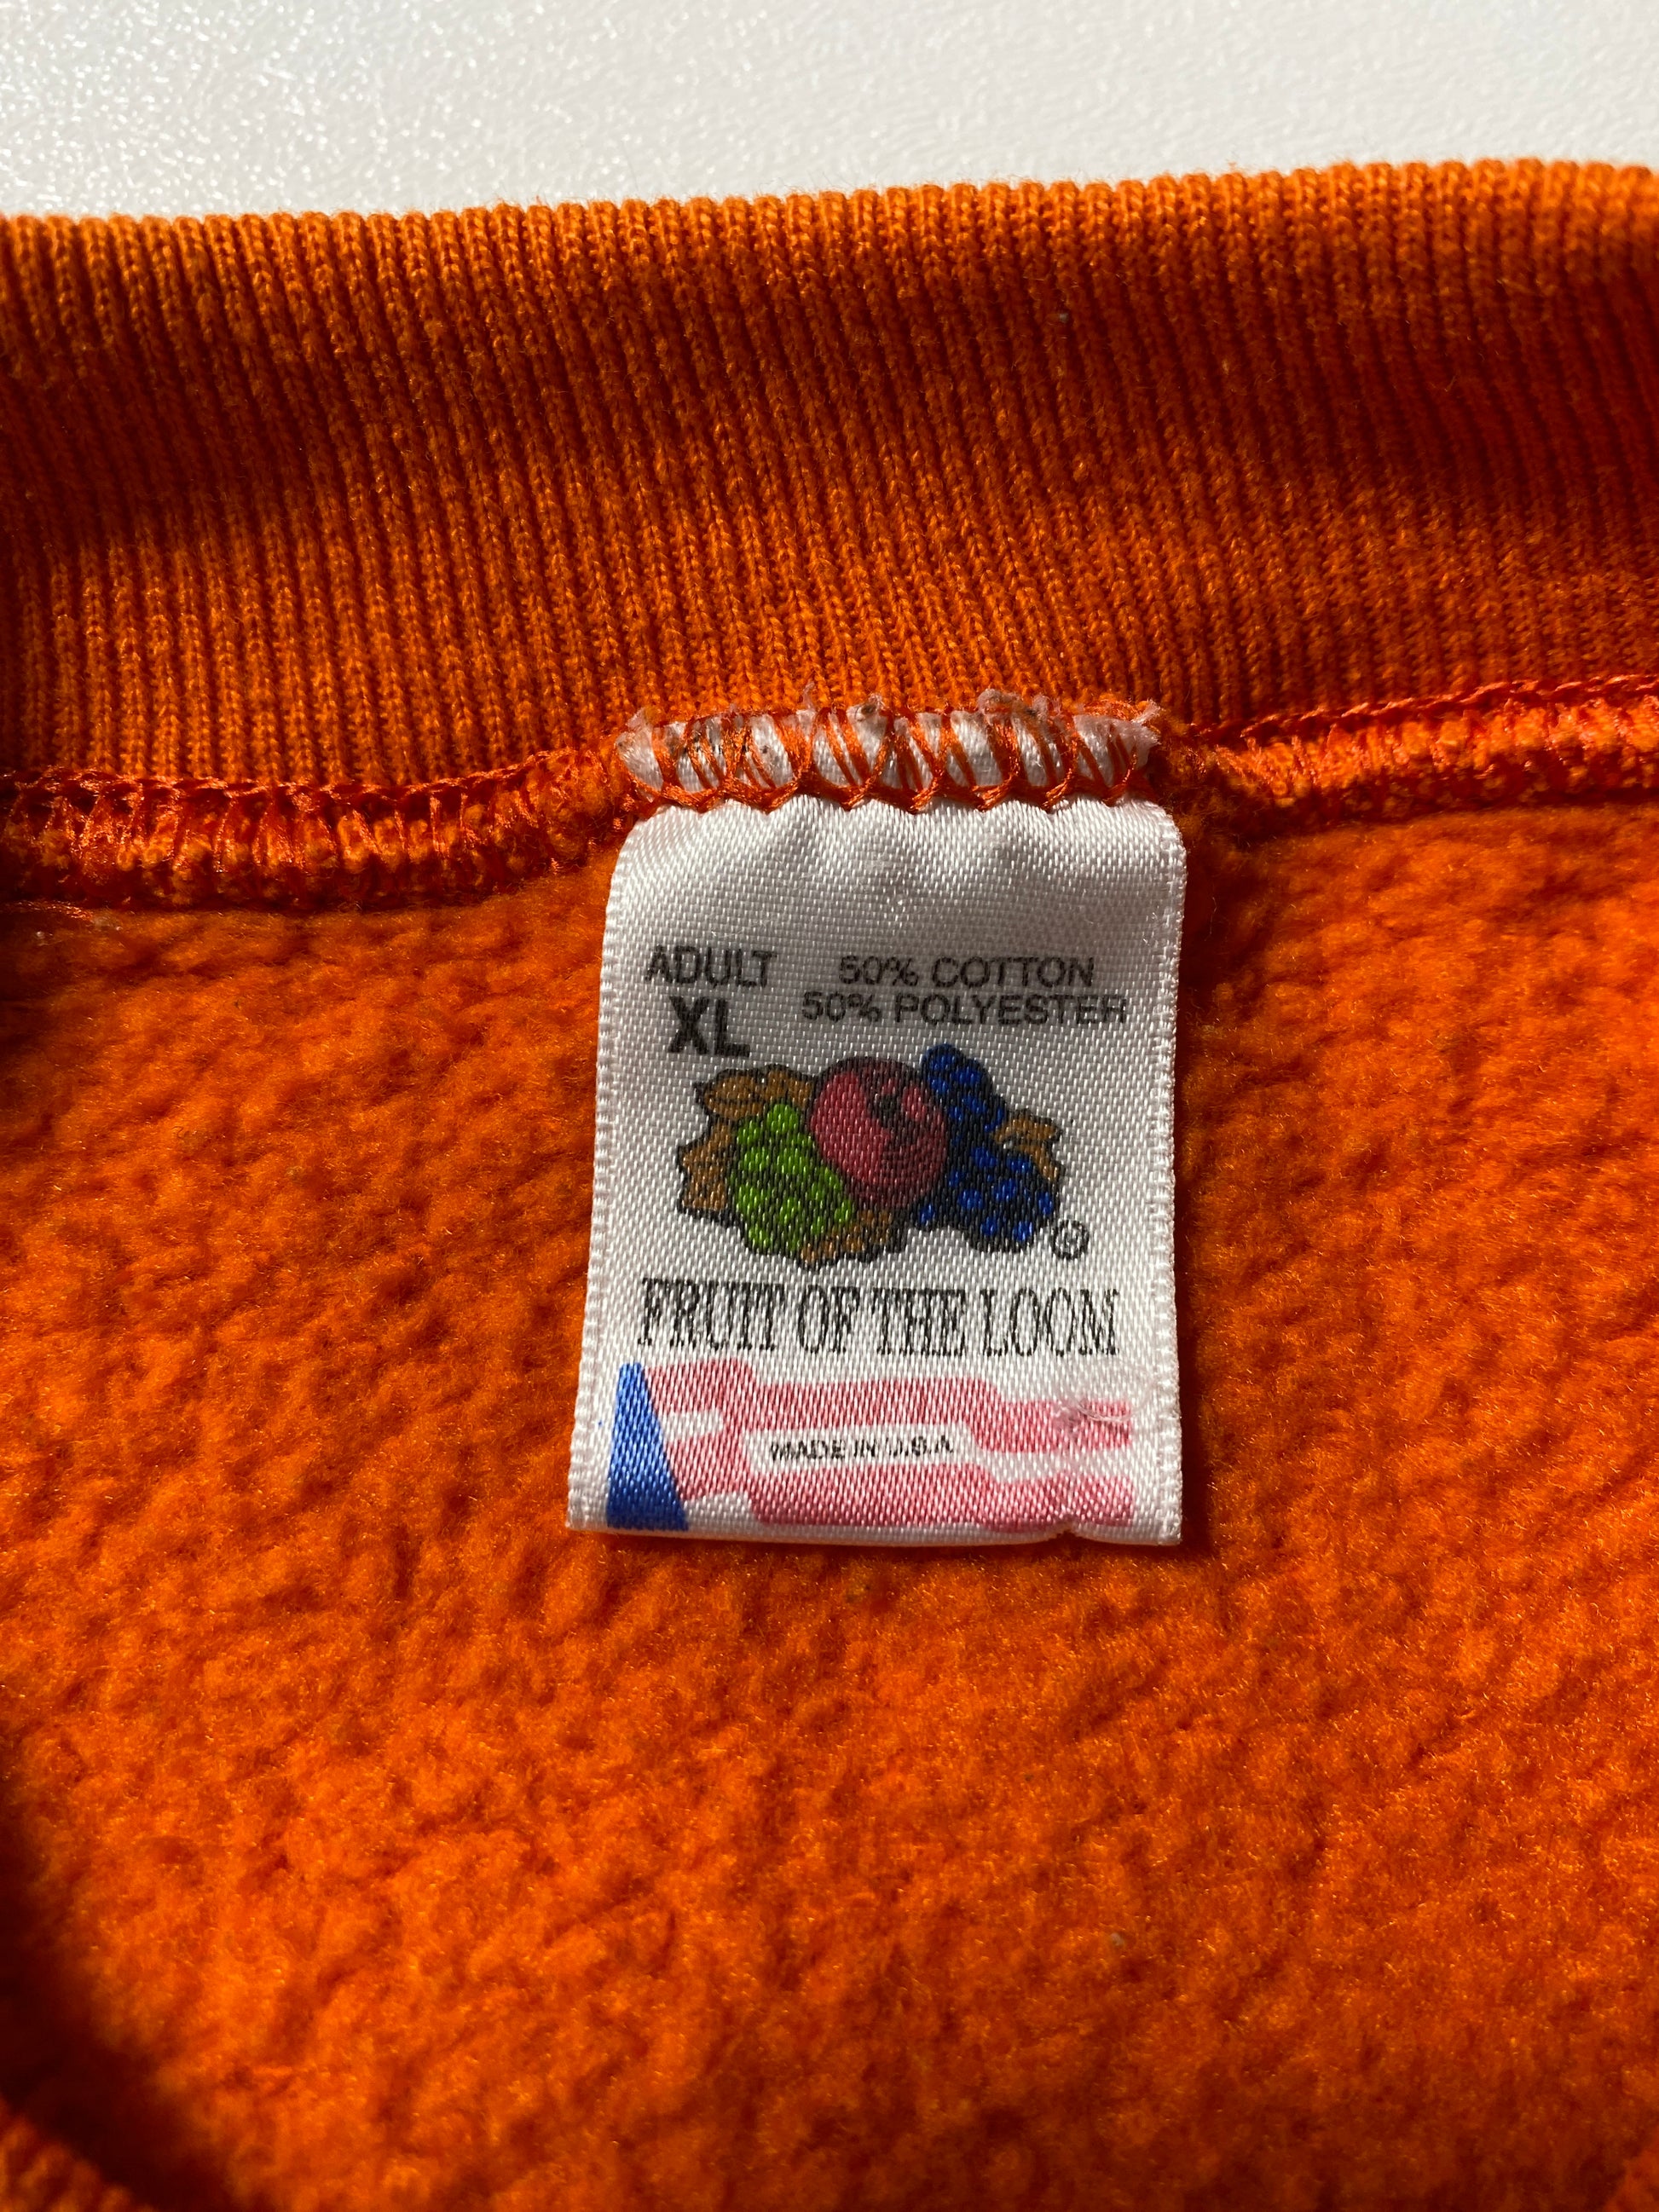 ADULT
XL
50% COTTON
50% POLYESTER
®
FRUIT OF THE LOOM
MADE IN U.S.A